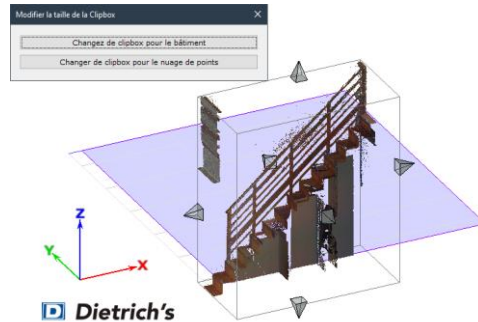 Modifier la taille de la Clipbox
Changez de clipbox pour le bâtiment
Changer de clipbox pour le nuage de points
Z
Y
X
D Dietrich's